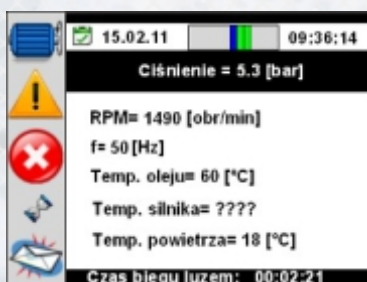 15.02.11 09:36:14
Ciśnienie = 5.3 [bar]
RPM= 1490 [obr/min]
f= 50 [Hz]
Temp. oleju= 60 [°C]
Temp. silnika= ????
Temp. powietrza= 18 [°C]
Czas biegu luzem: 00:02:21